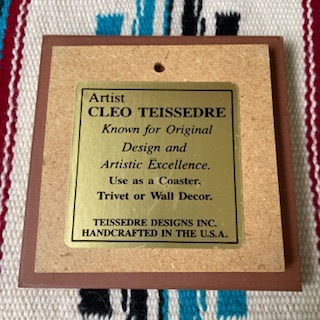 Artist
CLEO TEISSEDRE
Known for Original
Design and
Artistic Excellence.
Use as a Coaster,
Trivet or Wall Decor.
TEISSEDRE DESIGNS INC.
HANDCRAFTED IN THE U.S.A.